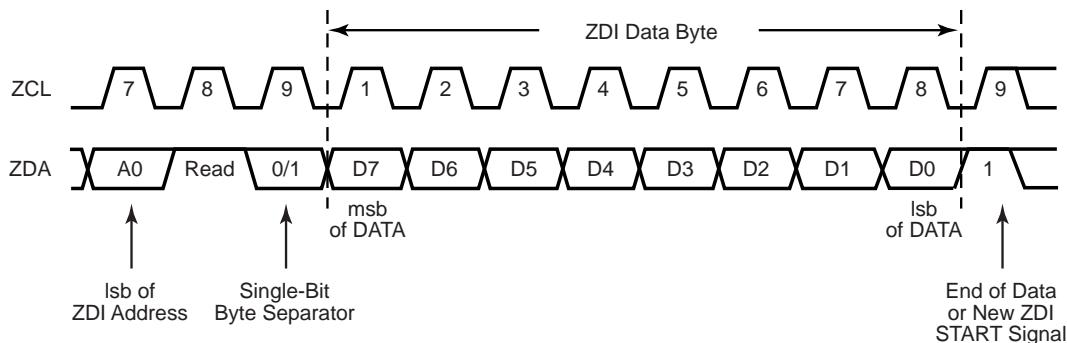 ZDI Data Byte
ZCL 7 8 9 1 2 3 4 5 6 7 8 9
ZDA A0 Read 0/1 D7 D6 D5 D4 D3 D2 D1 D0 1
msb
of DATA
lsb
of DATA
lsb of
ZDI Address
Single-Bit
Byte Separator
End of Data
or New ZDI
START Signal